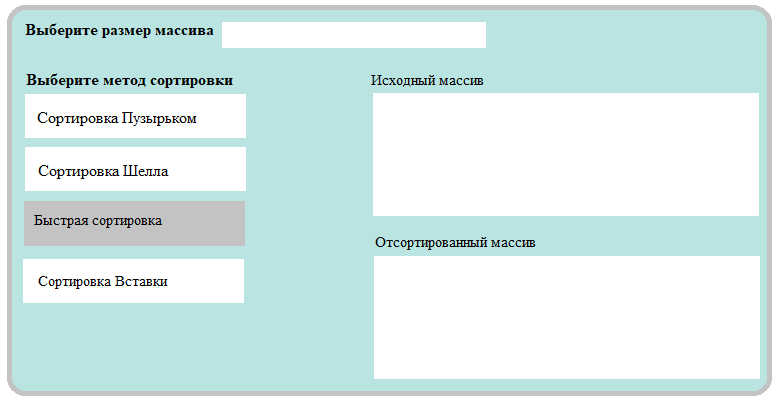 Выберите размер массива
Выберите метод сортировки
Сортировка Пузырьком
Сортировка Шелла
Быстрая сортировка
Сортировка Вставки
Исходный массив
Отсортированный массив